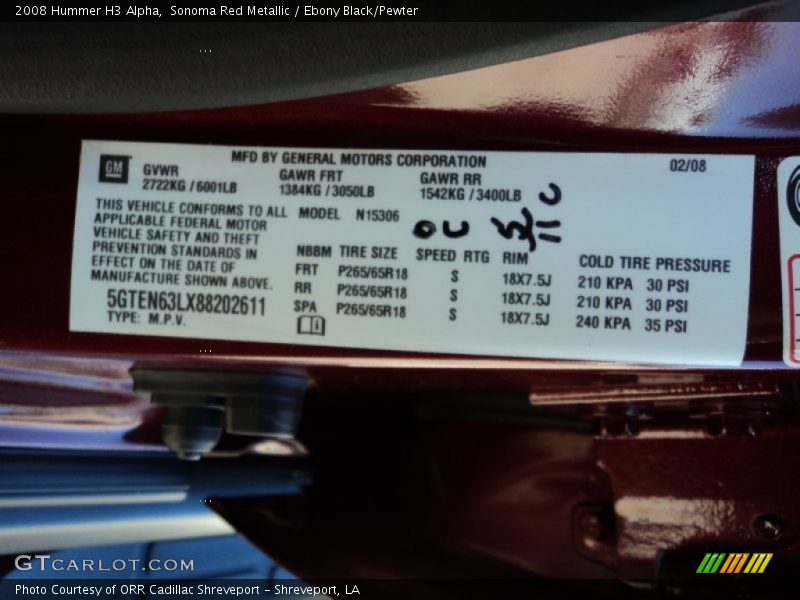 2008 Hummer H3 Alpha,  Sonoma Red Metallic / Ebony Black/Pewter
GM
MFD BY GENERAL MOTORS CORPORATION
02/08
GVWR
2722KG / 6001LB
GAWR FRT
1384KG / 3050LB
GAWR RR
1542KG / 3400LB
THIS VEHICLE CONFORMS TO ALL
APPLICABLE FEDERAL MOTOR
VEHICLE SAFETY AND THEFT
PREVENTION STANDARDS IN
EFFECT ON THE DATE OF
MANUFACTURE SHOWN ABOVE.
5GTEN63LX88202611
TYPE: M.P.V.
MODEL N15306
NBBM TIRE SIZE SPEED RTG RIM COLD TIRE PRESSURE
FRT P265/65R18 S 18X7.5J 210 KPA 30 PSI
RR P265/65R18 S 18X7.5J 210 KPA 30 PSI
SPA P265/65R18 S 18X7.5J 240 KPA 35 PSI
GTCARLOT.COM
Photo Courtesy of ORR Cadillac Shreveport – Shreveport, LA